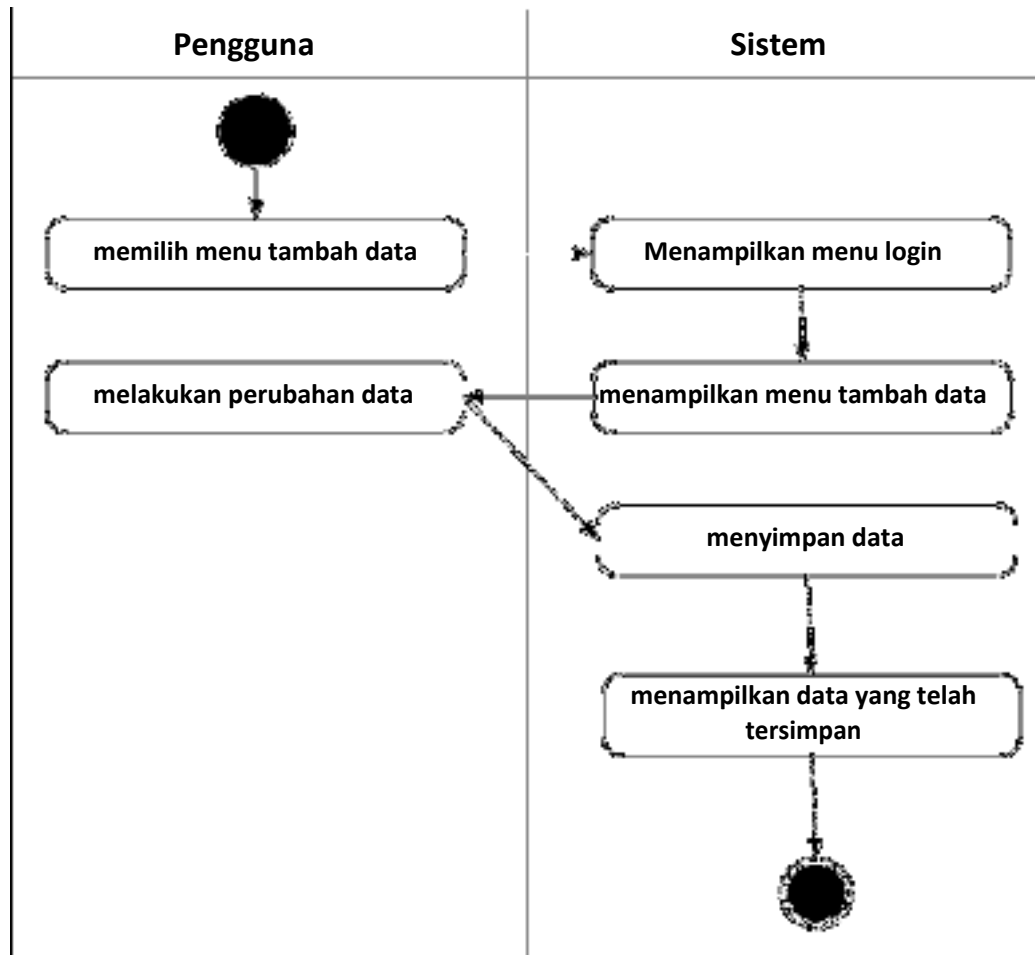 Pengguna
Sistem
memilih menu tambah data
Menampilkan menu login
melakukan perubahan data
menampilkan menu tambah data
menyimpan data
menampilkan data yang telah
tersimpan